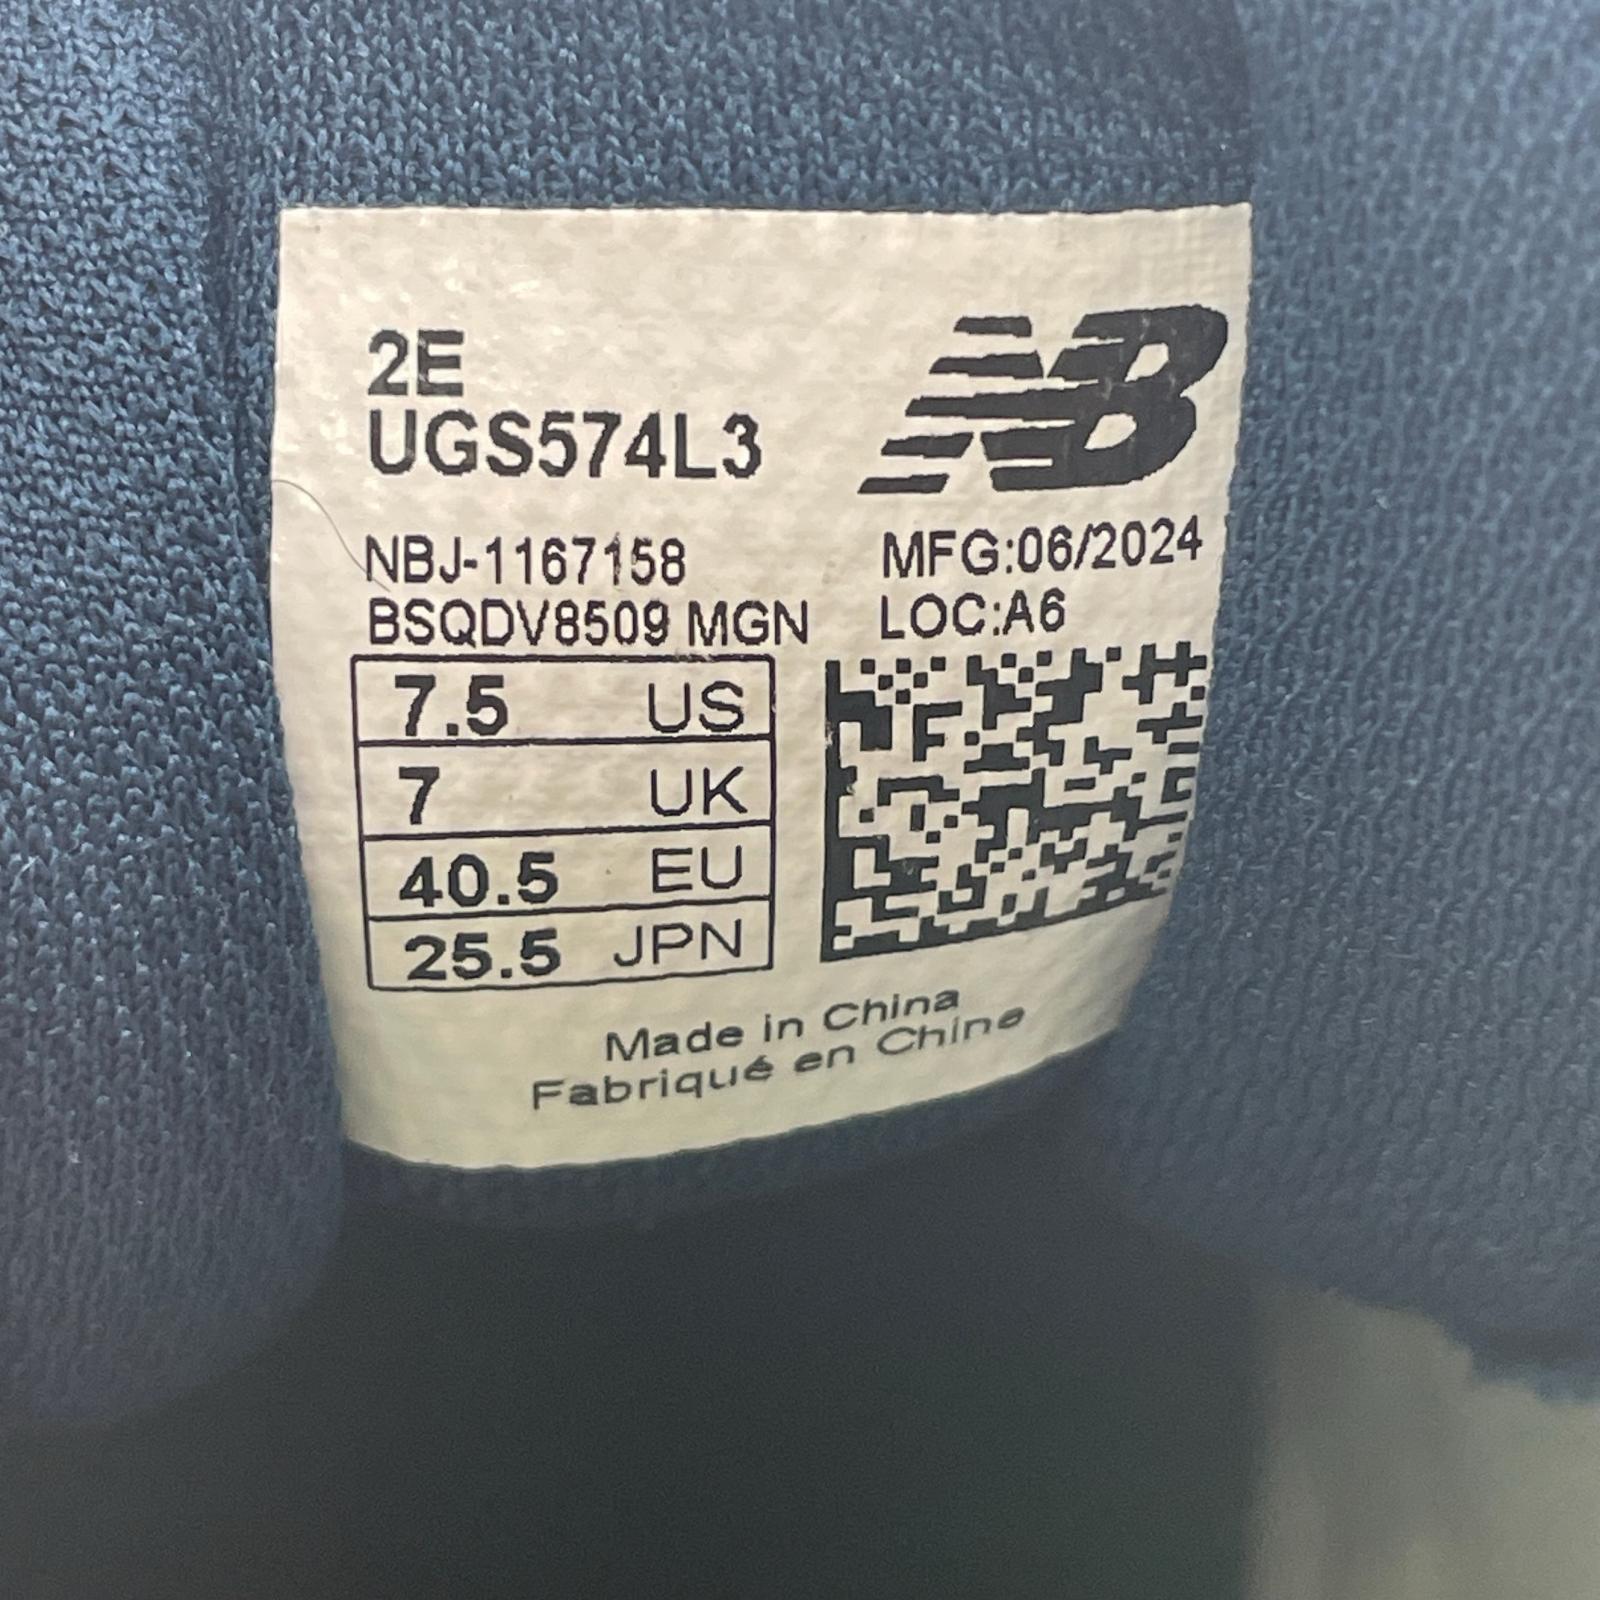 2E
UGS574L3
NB
NBJ-1167158
BSQDV8509 MGN
MFG:06/2024
LOC:A6
7.5 US
7 UK
40.5 EU
25.5 JPN
Made in China
Fabriqué en Chine